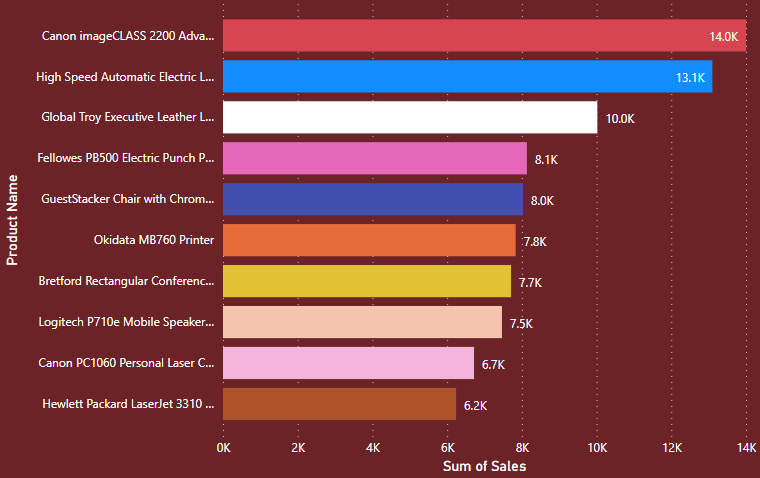 Canon imageCLASS 2200 Adva...
14.0K
High Speed Automatic Electric L...
13.1K
Global Troy Executive Leather L...
10.0K
Fellowes PB500 Electric Punch P...
8.1K
GuestStacker Chair with Chrom...
8.0K
Okidata MB760 Printer
7.8K
Bretford Rectangular Conferenc...
7.7K
Logitech P710e Mobile Speaker...
7.5K
Canon PC1060 Personal Laser C...
6.7K
Hewlett Packard LaserJet 3310 ...
6.2K
Product Name
0K 2K 4K 6K 8K 10K 12K 14K
Sum of Sales